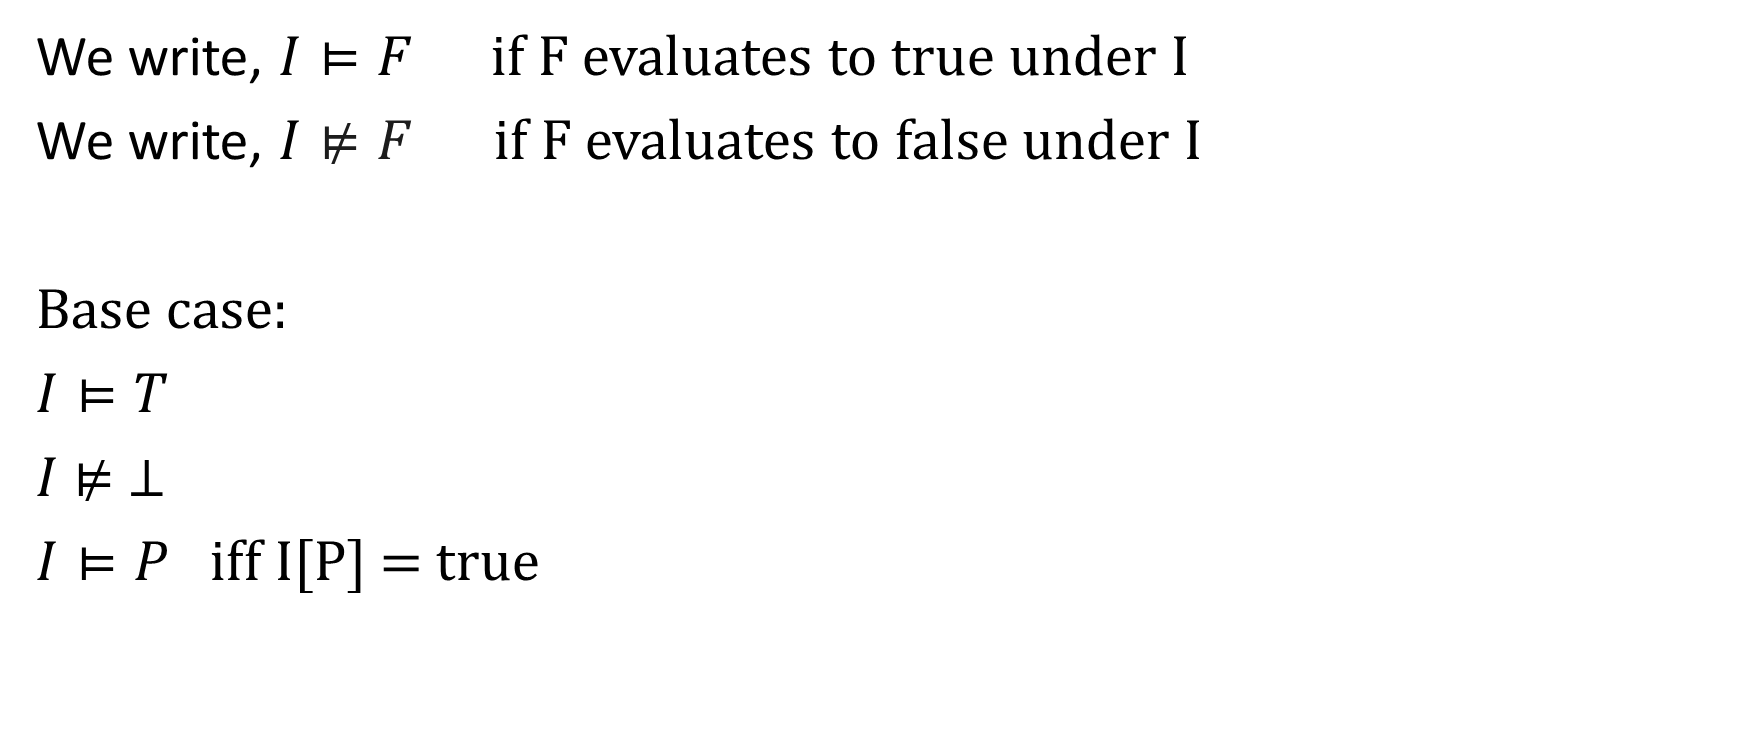 We write, I ⊨ F if F evaluates to true under I
We write, I ⊭ F if F evaluates to false under I
Base case:
I ⊨ T
I ⊭ ⊥
I ⊨ P iff I[P] = true